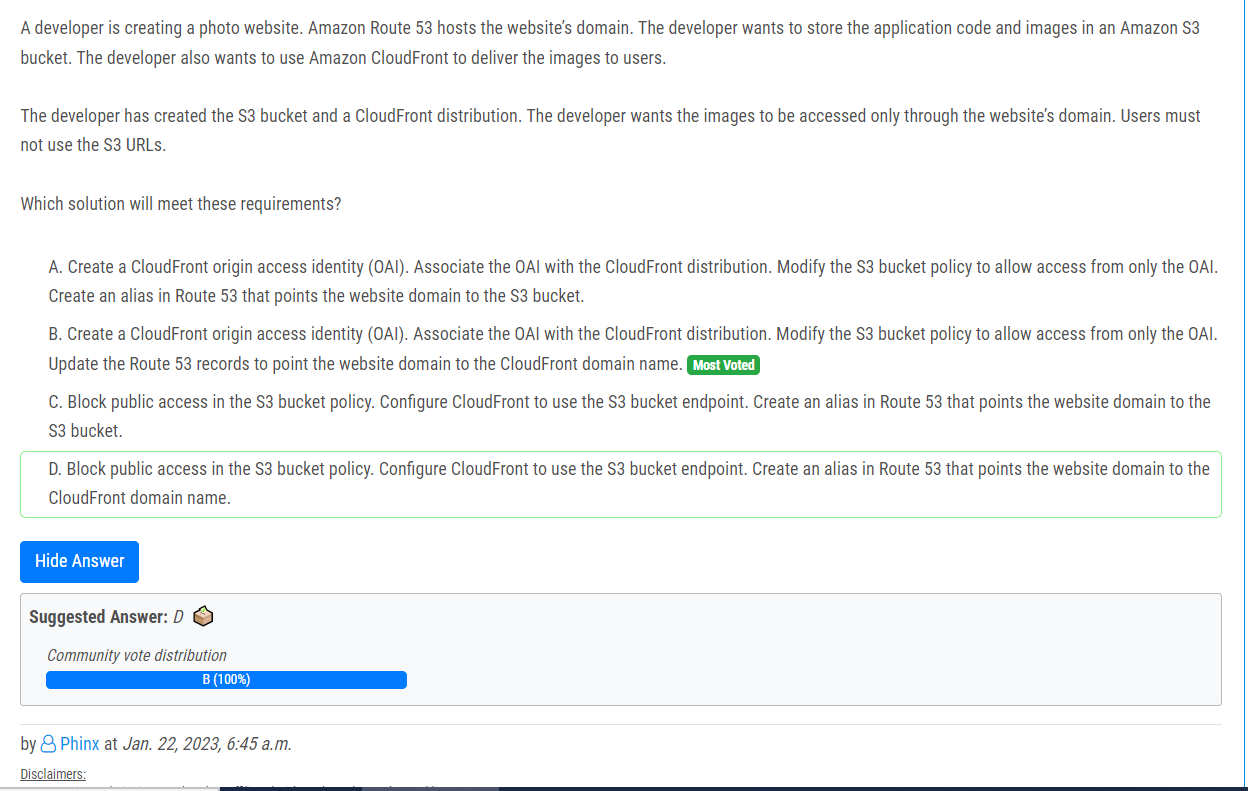 A developer is creating a photo website. Amazon Route 53 hosts the website’s domain. The developer wants to store the application code and images in an Amazon S3
bucket. The developer also wants to use Amazon CloudFront to deliver the images to users.
The developer has created the S3 bucket and a CloudFront distribution. The developer wants the images to be accessed only through the website’s domain. Users must
not use the S3 URLs.
Which solution will meet these requirements?
A. Create a CloudFront origin access identity (OAI). Associate the OAI with the CloudFront distribution. Modify the S3 bucket policy to allow access from only the OAI.
Create an alias in Route 53 that points the website domain to the S3 bucket.
B. Create a CloudFront origin access identity (OAI). Associate the OAI with the CloudFront distribution. Modify the S3 bucket policy to allow access from only the OAI.
Update the Route 53 records to point the website domain to the CloudFront domain name. Most Voted
C. Block public access in the S3 bucket policy. Configure CloudFront to use the S3 bucket endpoint. Create an alias in Route 53 that points the website domain to the
S3 bucket.
D. Block public access in the S3 bucket policy. Configure CloudFront to use the S3 bucket endpoint. Create an alias in Route 53 that points the website domain to the
CloudFront domain name.
Hide Answer
Suggested Answer: D
Community vote distribution
B (100%)
by Phinx at Jan. 22, 2023, 6:45 a.m.
Disclaimers: